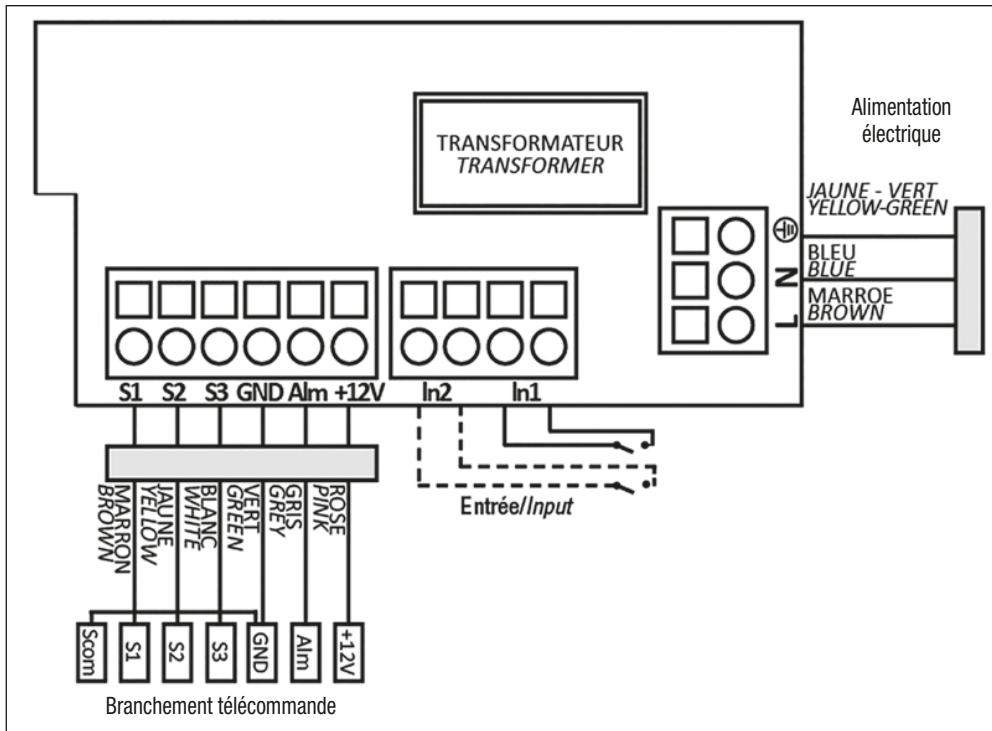 TRANSFORMATEUR
TRANSFORMER
Alimentation
électrique
JAUNE - VERT
YELLOW-GREEN
BLEU
BLUE
N
MARROE
BROWN
L
S1 S2 S3 GND Alm +12V
In2 In1
Entrée/Input
MARRON
BROWN
JAUNE
YELLOW
BLANC
WHITE
VERT
GREEN
GRIS
GREY
ROSE
PINK
Scom S1 S2 S3 GND Alm +12V
Branchement télécommande